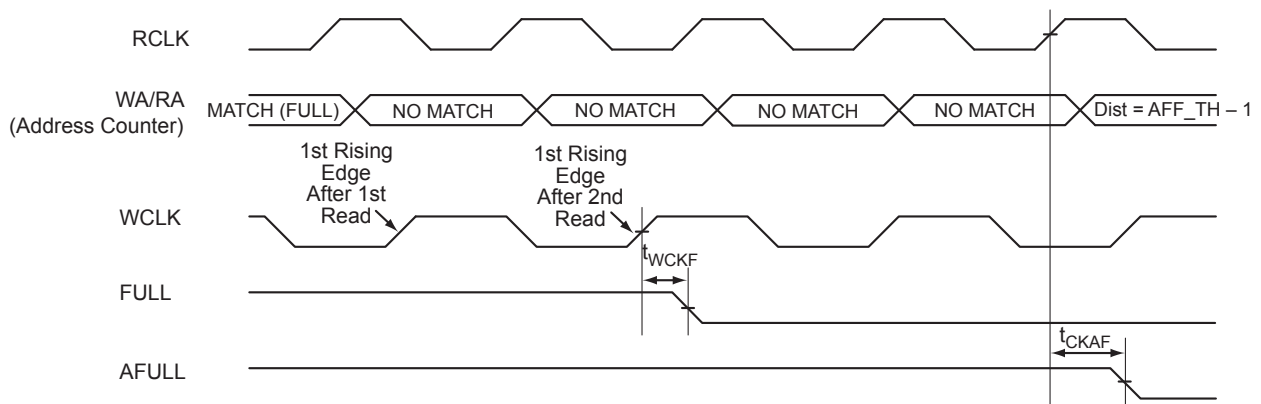 RCLK
WA/RA
(Address Counter)
MATCH (FULL)
NO MATCH
NO MATCH
NO MATCH
NO MATCH
Dist = AFF_TH – 1
1st Rising
Edge
After 1st
Read
1st Rising
Edge
After 2nd
Read
WCLK
tWCKF
FULL
tCKAF
AFULL